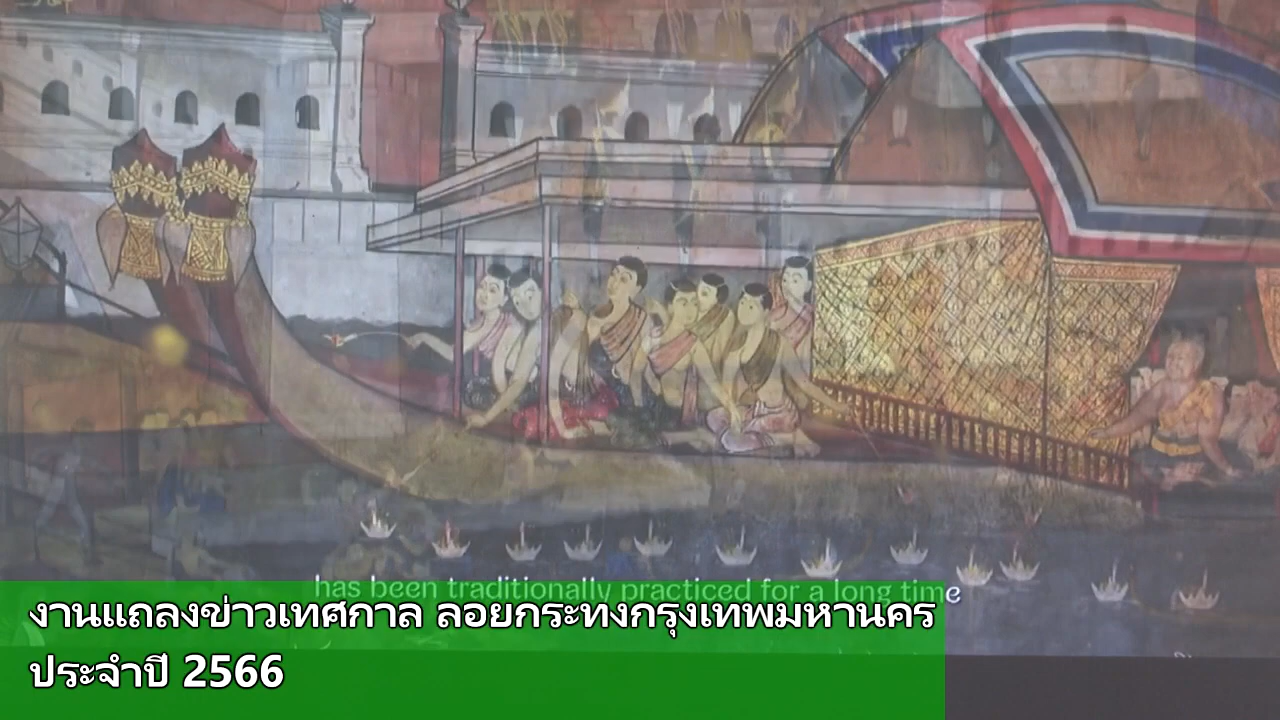 has been traditionally practiced for a long time
งานแถลงข่าวเทศกาล ลอยกระทงกรุงเทพมหานคร
ประจำปี 2566